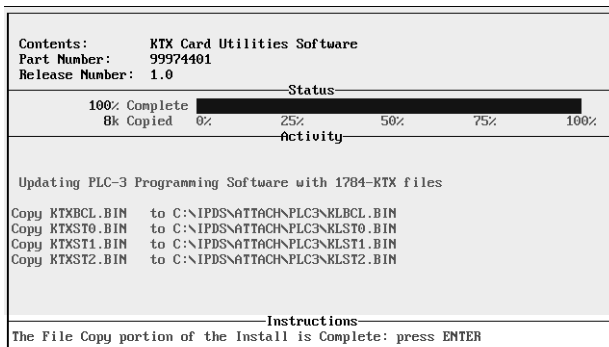 Contents: KTX Card Utilities Software
Part Number: 99974401
Release Number: 1.0
Status
100% Complete
8k Copied 0% 25% 50% 75% 100%
Activity
Updating PLC-3 Programming Software with 1784-KTX files
Copy KTXBCL.BIN to C:\IPDS\ATTACH\PLC3\KLBCL.BIN
Copy KTXST0.BIN to C:\IPDS\ATTACH\PLC3\KLST0.BIN
Copy KTXST1.BIN to C:\IPDS\ATTACH\PLC3\KLST1.BIN
Copy KTXST2.BIN to C:\IPDS\ATTACH\PLC3\KLST2.BIN
Instructions
The File Copy portion of the Install is Complete: press ENTER